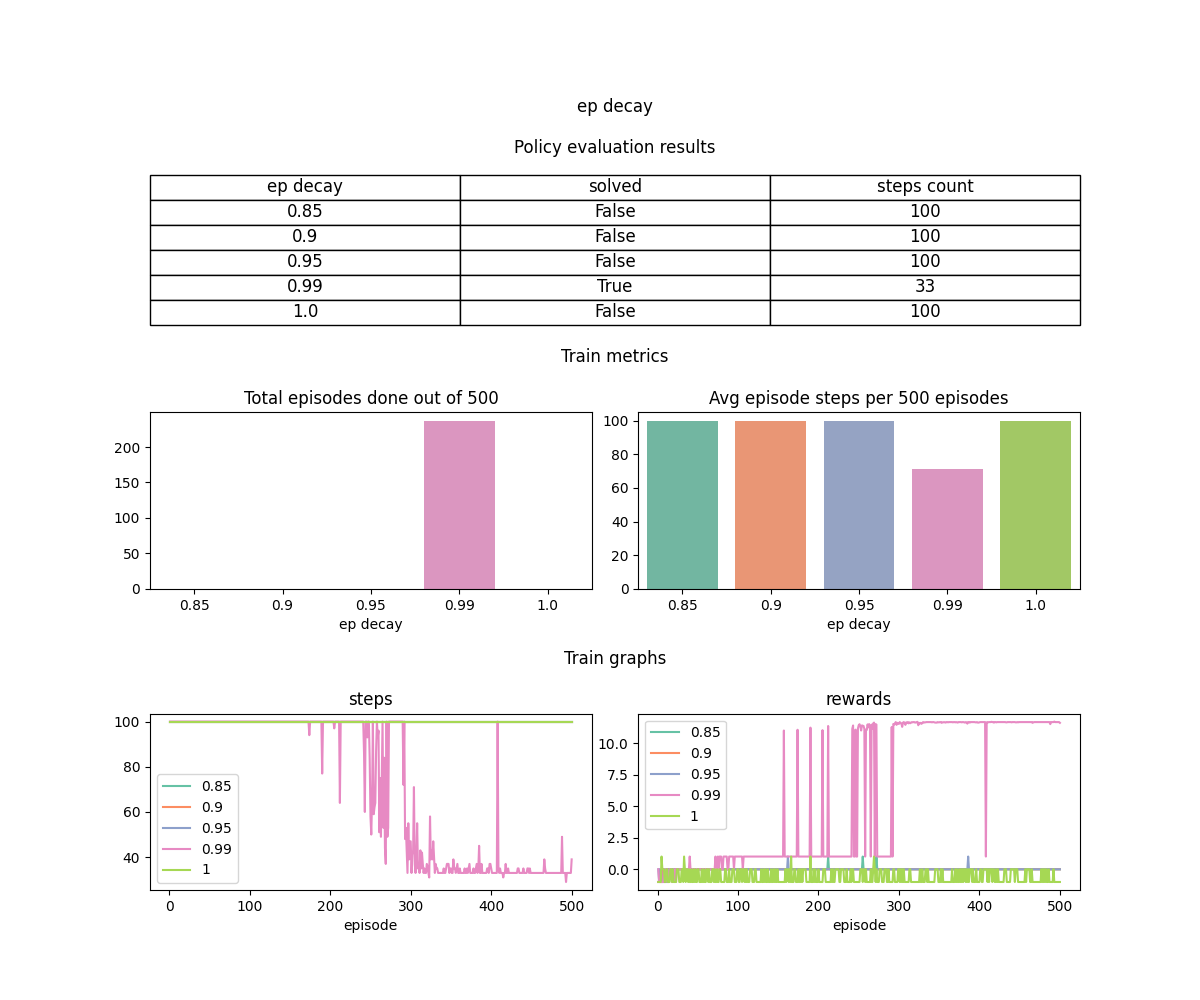 ep decay
Policy evaluation results
ep decay solved steps count
0.85 False 100
0.9 False 100
0.95 False 100
0.99 True 33
1.0 False 100
Train metrics
Total episodes done out of 500
200
150
100
50
0
0.85 0.9 0.95 0.99 1.0
ep decay
Avg episode steps per 500 episodes
100
80
60
40
20
0
0.85 0.9 0.95 0.99 1.0
ep decay
Train graphs
steps
100
80
60
40
0.85
0.9
0.95
0.99
1
0 100 200 300 400 500
episode
rewards
10.0
7.5
5.0
2.5
0.0
0.85
0.9
0.95
0.99
1
0 100 200 300 400 500
episode